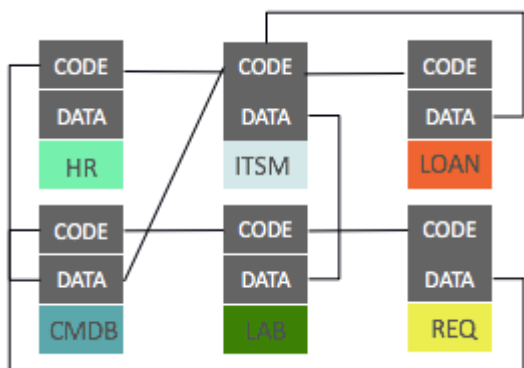 CODE
DATA
HR
CODE
DATA
ITSM
CODE
DATA
LOAN
CODE
DATA
CMDB
CODE
DATA
LAB
CODE
DATA
REQ